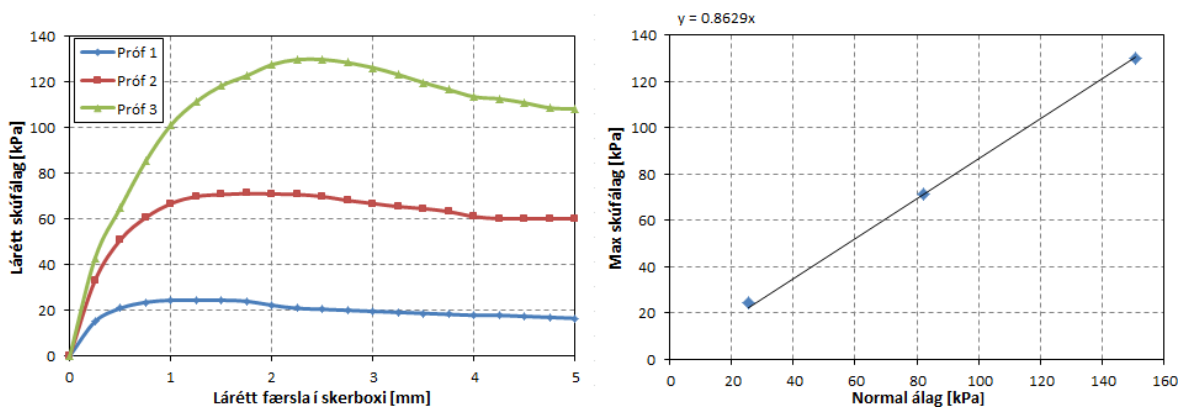 Próf 1
Próf 2
Próf 3
140
120
100
80
60
40
20
0
Lárétt skúfálag [kPa]
0 1 2 3 4 5
Lárétt færsla í skerboxi [mm]
y = 0.8629x
140
120
100
80
60
40
20
0
Max skúfálag [kPa]
0 20 40 60 80 100 120 140 160
Normal álag [kPa]